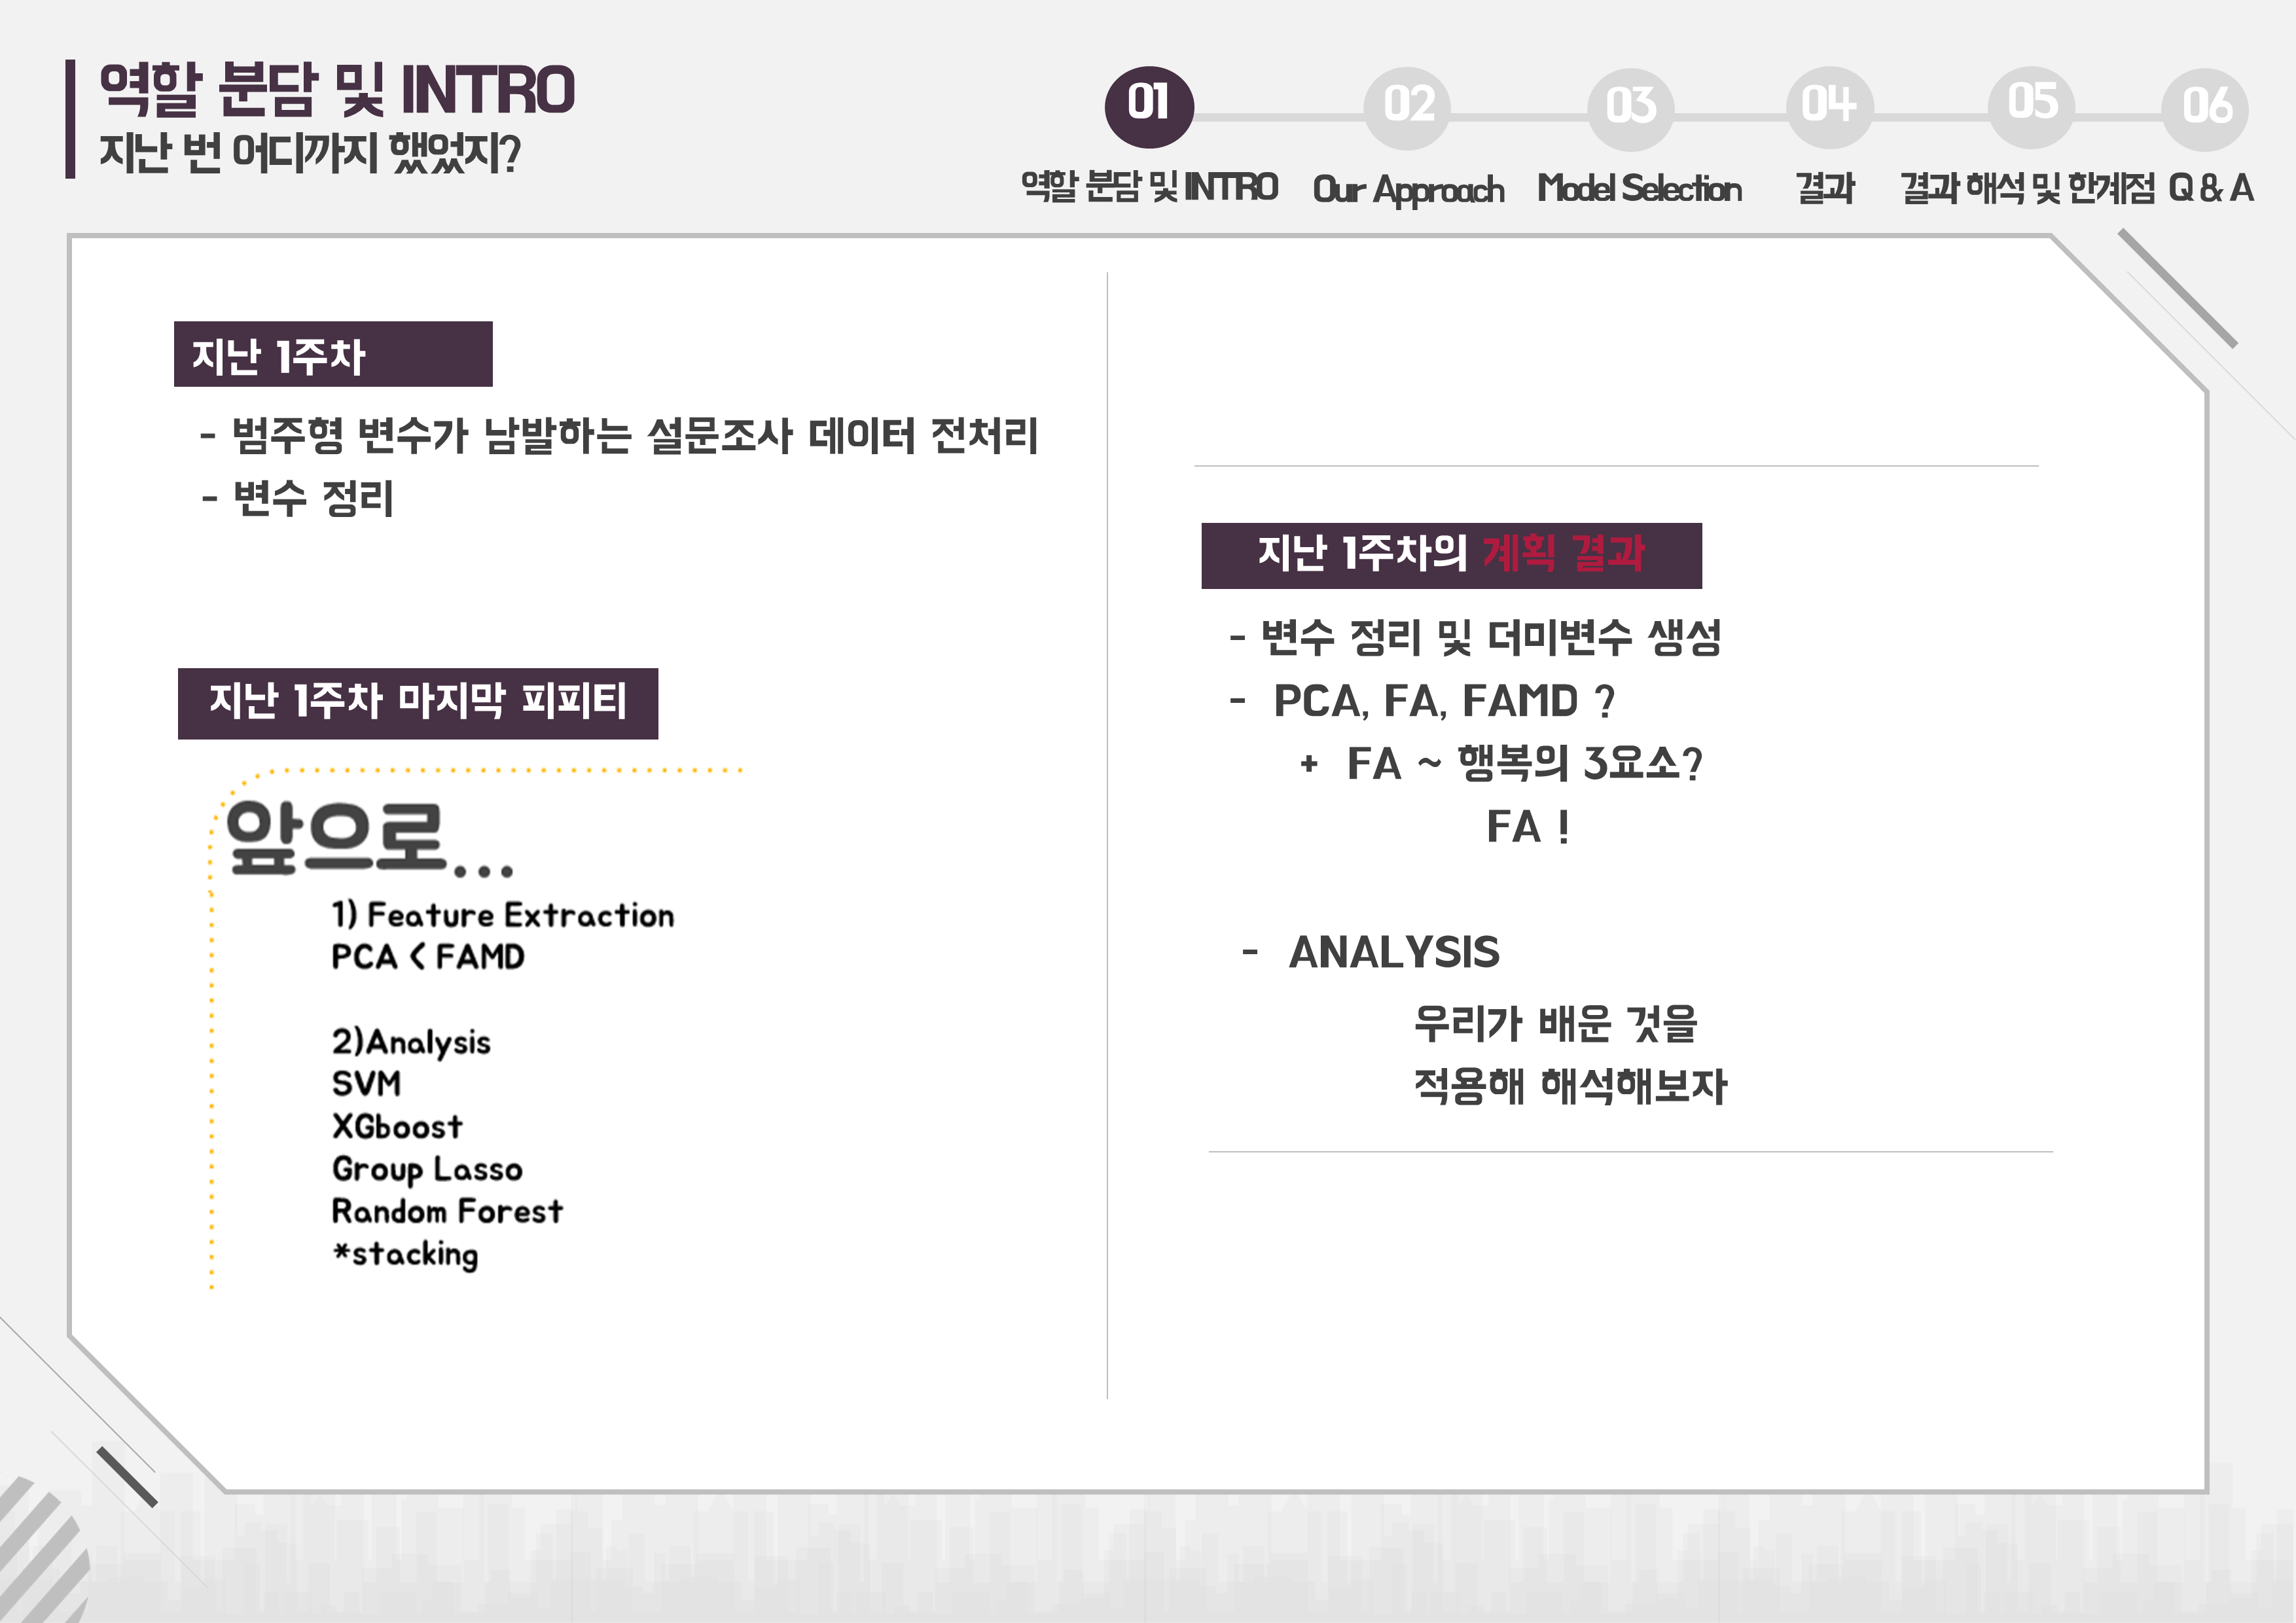 역할 분담 및 INTRO
지난 번 어디까지 했었지?
01
02
03
04
05
06
역할 분담 및 INTRO
Our Approach
Model Selection
결과
결과 해석 및 한계점
Q & A
지난 1주차
- 범주형 변수가 남발하는 설문조사 데이터 전처리
- 변수 정리
지난 1주차 마지막 피피티
앞으로...
1) Feature Extraction
PCA < FAMD
2)Analysis
SVM
XGboost
Group Lasso
Random Forest
*stacking
지난 1주차의 계획 결과
- 변수 정리 및 더미변수 생성
- PCA, FA, FAMD ?
+ FA ~ 행복의 3요소?
FA !
- ANALYSIS
우리가 배운 것을
적용해 해석해보자